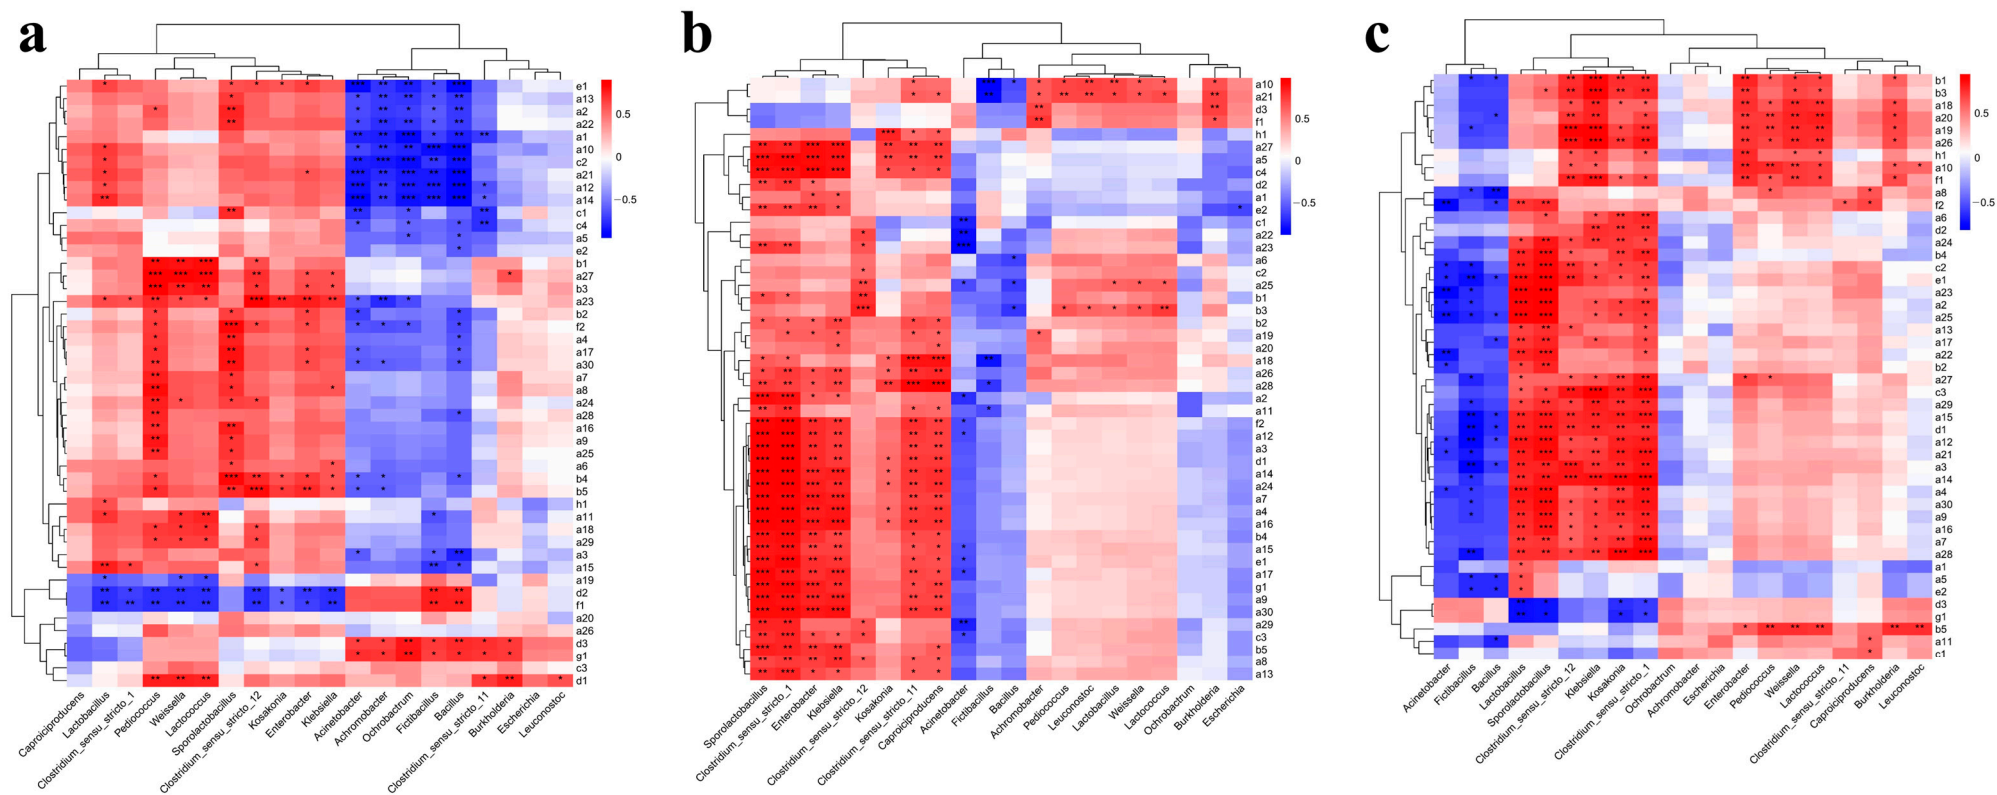 a
e1
a13
a2
a22
a1
a10
c2
a21
a12
a14
c1
c4
a5
e2
b1
a27
b3
a23
b2
f2
a4
a17
a30
a7
a8
a24
a28
a16
a9
a25
a6
b4
b5
h1
a11
a18
a29
a3
a15
a19
d2
f1
a20
a26
d3
g1
c3
d1
0.5
0
−0.5
Caproiciproducens
Lactobacillus
Clostridium_sensu_stricto_1
Pediococcus
Weissella
Lactococcus
Sporolactobacillus
Clostridium_sensu_stricto_12
Kosakonia
Enterobacter
Klebsiella
Acinetobacter
Achromobacter
Ochrobactrum
Fictibacillus
Bacillus
Clostridium_sensu_stricto_11
Burkholderia
Escherichia
Leuconostoc
b
a10
a21
d3
f1
h1
a27
a5
c4
d2
a1
e2
c1
a22
a23
a6
c2
a25
b1
b3
b2
a19
a20
a18
a26
a28
a2
a11
f2
a12
a3
d1
a14
a24
a7
a4
a16
b4
a15
e1
a17
g1
a9
a30
a29
c3
b5
a8
a13
0.5
0
−0.5
Sporolactobacillus
Clostridium_sensu_stricto_1
Enterobacter
Klebsiella
Clostridium_sensu_stricto_12
Kosakonia
Clostridium_sensu_stricto_11
Caproiciproducens
Acinetobacter
Fictibacillus
Bacillus
Achromobacter
Pediococcus
Leuconostoc
Lactobacillus
Weissella
Lactococcus
Ochrobactrum
Burkholderia
Escherichia
c
b1
b3
a18
a20
a19
a26
h1
a10
f1
a8
f2
a6
d2
a24
b4
c2
e1
a23
a2
a25
a13
a17
a22
b2
a27
c3
a29
a15
d1
a12
a21
a3
a14
a4
a30
a9
a16
a7
a28
a1
a5
e2
d3
g1
b5
a11
c1
0.5
0
−0.5
Acinetobacter
Fictibacillus
Bacillus
Lactobacillus
Sporolactobacillus
Clostridium_sensu_stricto_12
Klebsiella
Kosakonia
Clostridium_sensu_stricto_1
Ochrobactrum
Achromobacter
Escherichia
Enterobacter
Pediococcus
Weissella
Lactococcus
Clostridium_sensu_stricto_11
Caproiciproducens
Burkholderia
Leuconostoc